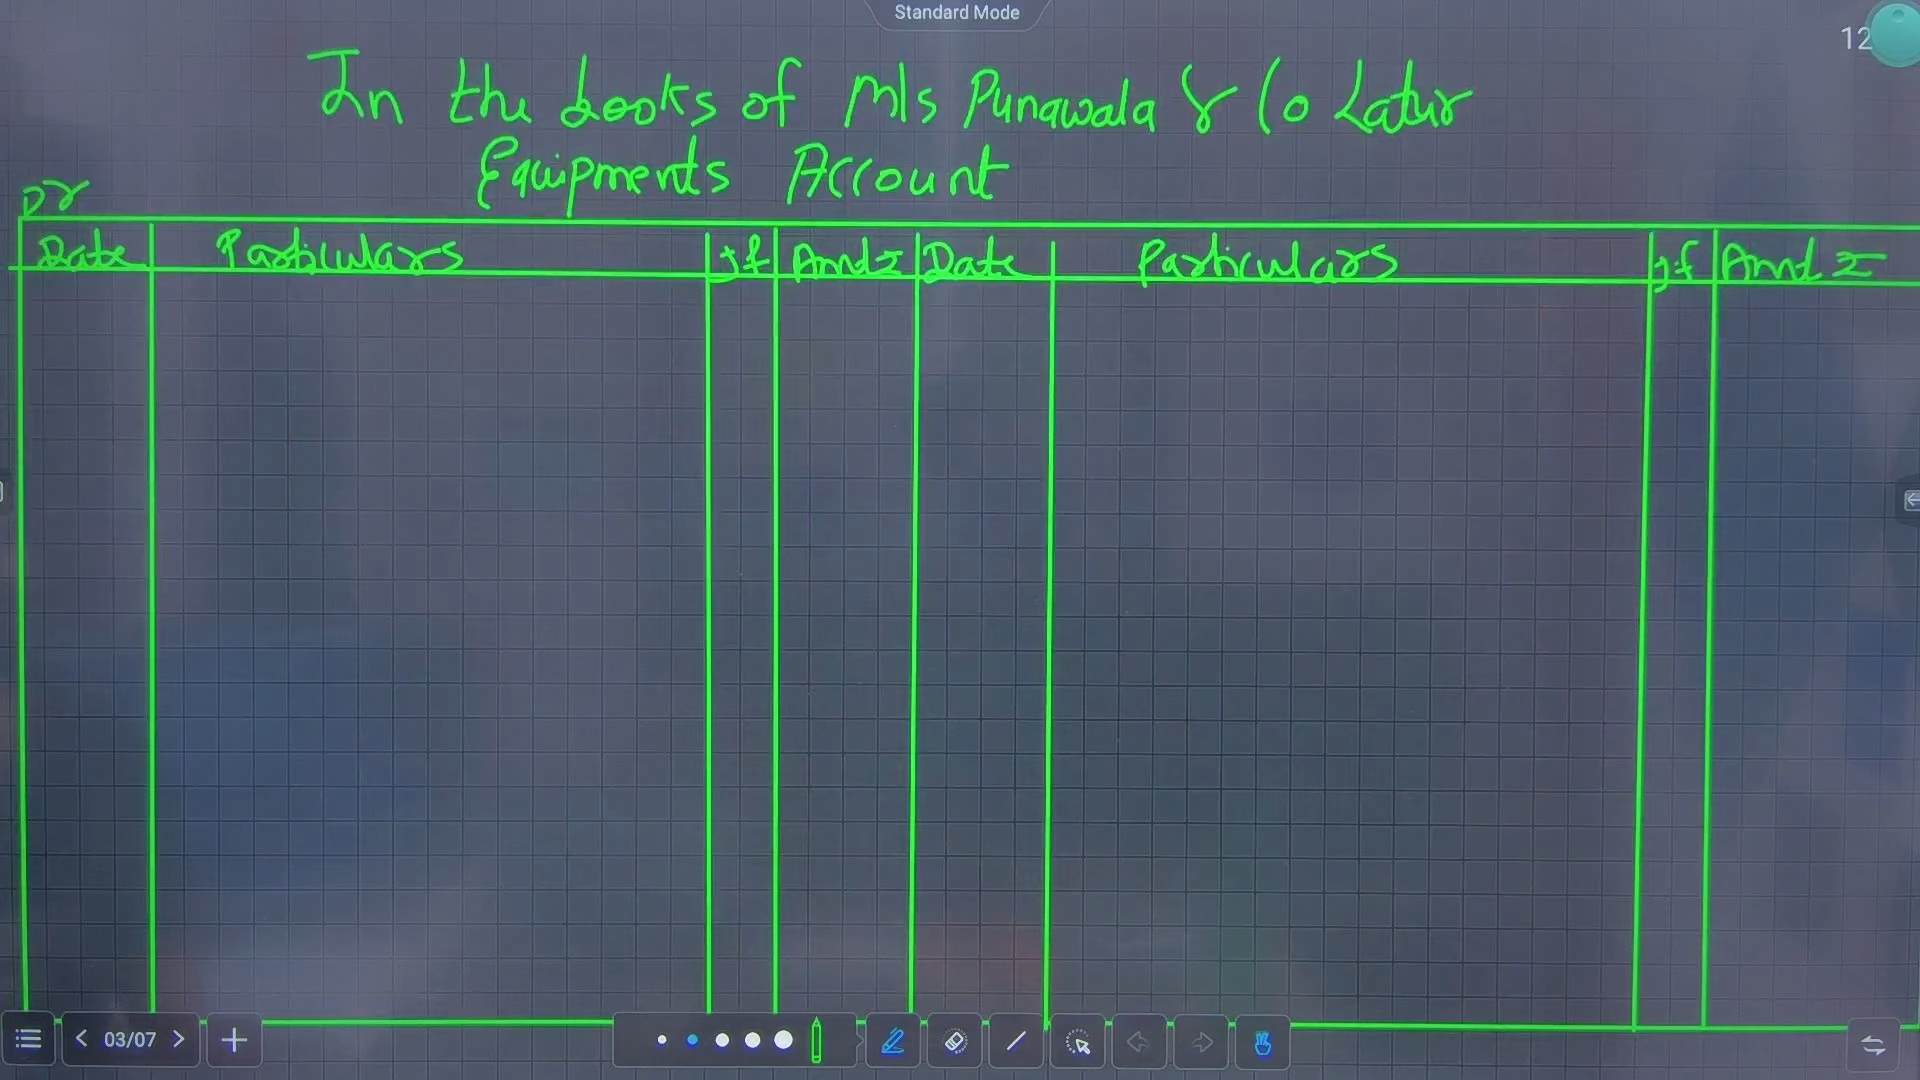 Standard Mode
12
In the books of M/s Punawala & Co Latur
Equipments Account
Dr
Date Particulars J.f Amt ₹ Date Particulars J.f Amt ₹
03/07